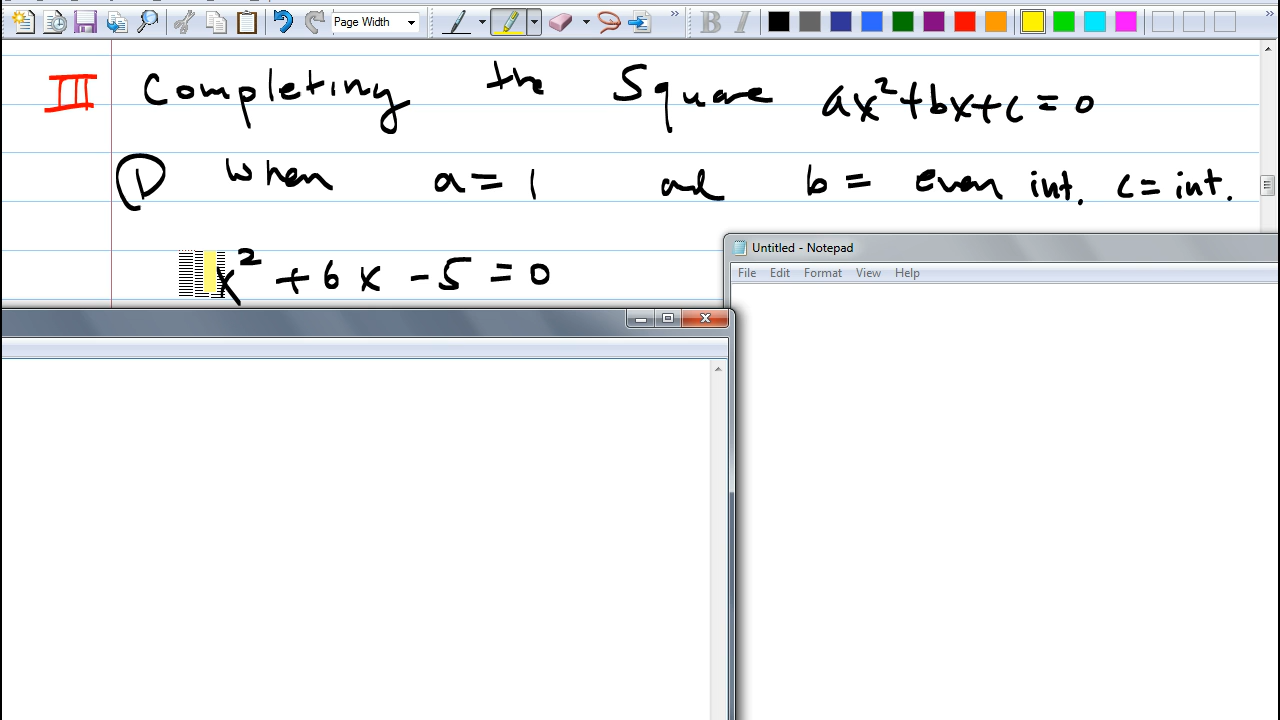 Page Width
B I
III Completing the Square ax²+bx+c=0
① When a=1 and b= even int. c= int.
x² + 6x - 5 = 0
Untitled - Notepad
File Edit Format View Help